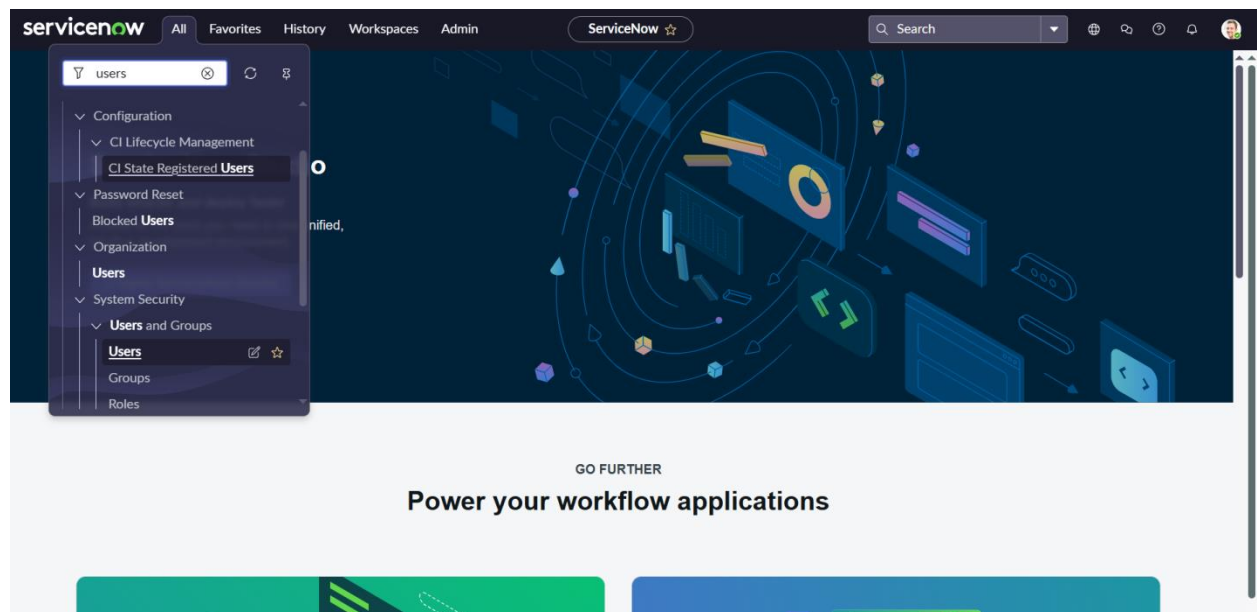 servicenow All Favorites History Workspaces Admin ServiceNow Search
users
Configuration
CI Lifecycle Management
CI State Registered Users
o
Password Reset
Blocked Users
nified,
Organization
Users
System Security
Users and Groups
Users
Groups
Roles
GO FURTHER
Power your workflow applications